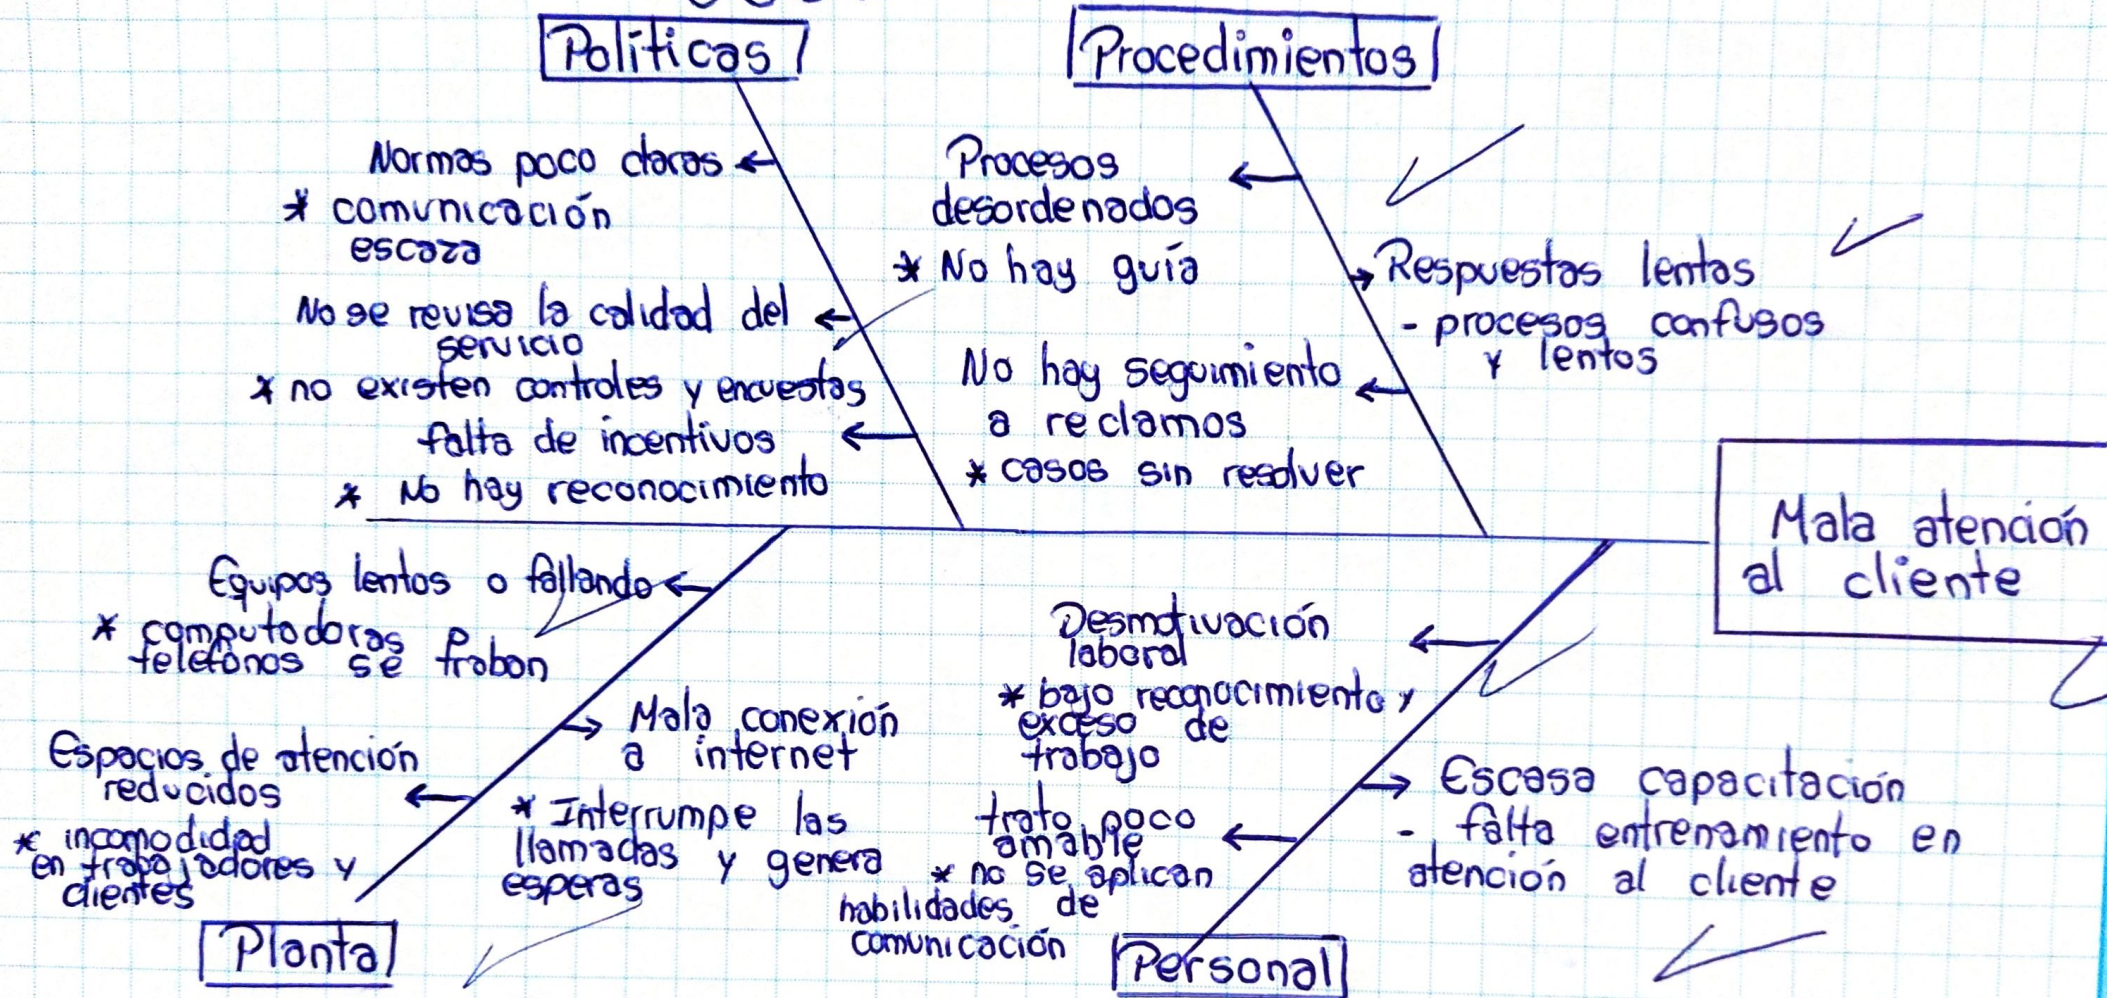 Políticas
Normas poco claras
* comunicación
escaza
No se revisa la calidad del
servicio
* no existen controles y encuestas
falta de incentivos
* No hay reconocimiento
Procedimientos
Procesos
desordenados
* No hay guía
Respuestas lentas
- procesos confusos
y lentos
No hay seguimiento
a reclamos
* casos sin resolver
Mala atención
al cliente
Equipos lentos o fallando
* computadoras
telefonos se traban
Mala conexión
a internet
* Interrumpe las
llamadas y genera
esperas
Espacios de atención
reducidos
* incomodidad
en trabajadores y
clientes
Planta
Desmotivación
laboral
* bajo reconocimiento y
exceso de
trabajo
Escasa capacitación
- falta entrenamiento en
atención al cliente
trato poco
amable
* no se aplican
habilidades de
comunicación
Personal